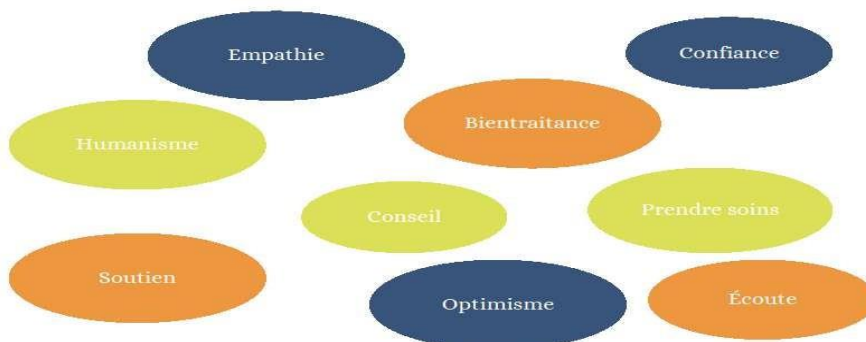 Empathie
Confiance
Bientraitance
Humanisme
Prendre soins
Conseil
Soutien
Écoute
Optimisme